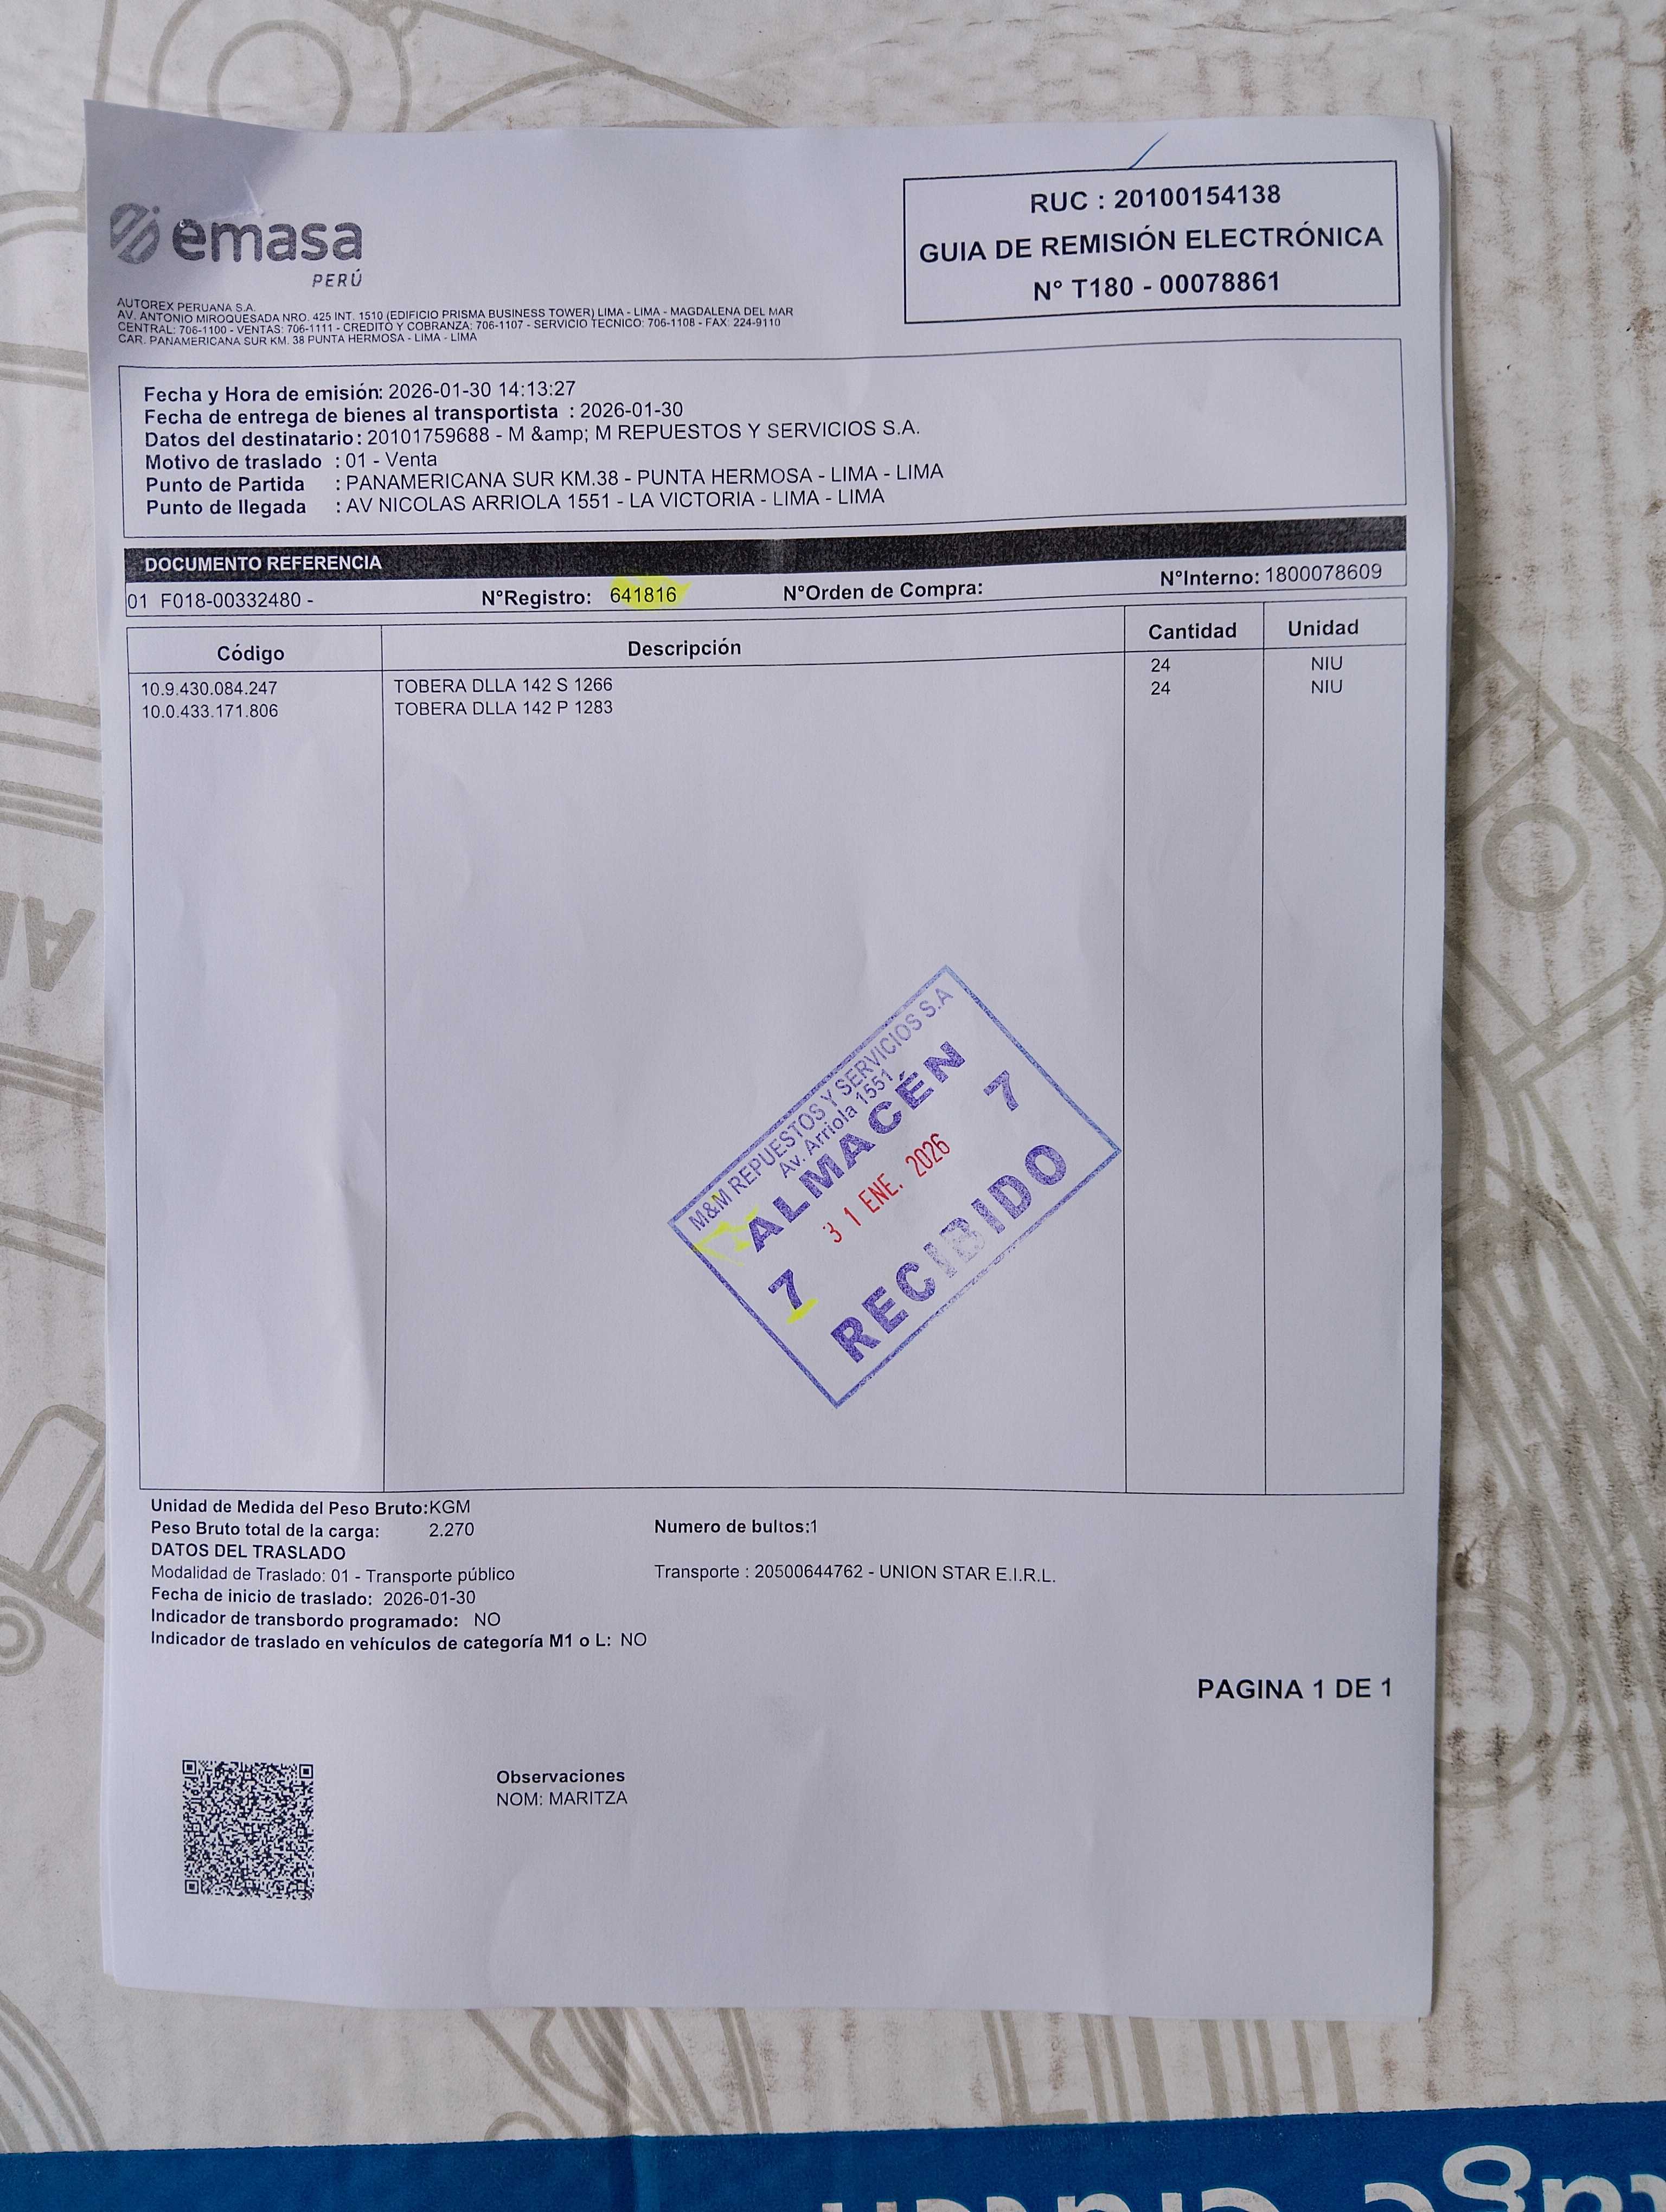 emasa
PERÚ
RUC : 20100154138
GUIA DE REMISIÓN ELECTRÓNICA
N° T180 - 00078861
AUTOREX PERUANA S.A.
AV. ANTONIO MIROQUESADA NRO. 425 INT. 1510 (EDIFICIO PRISMA BUSINESS TOWER) LIMA - LIMA - MAGDALENA DEL MAR
CENTRAL: 706-1100 - VENTAS: 706-1111 - CREDITO Y COBRANZA: 706-1107 - SERVICIO TECNICO: 706-1108 - FAX: 224-9110
CAR. PANAMERICANA SUR KM. 38 PUNTA HERMOSA - LIMA - LIMA
Fecha y Hora de emisión: 2026-01-30 14:13:27
Fecha de entrega de bienes al transportista : 2026-01-30
Datos del destinatario: 20101759688 - M &amp; M REPUESTOS Y SERVICIOS S.A.
Motivo de traslado : 01 - Venta
Punto de Partida : PANAMERICANA SUR KM.38 - PUNTA HERMOSA - LIMA - LIMA
Punto de llegada : AV NICOLAS ARRIOLA 1551 - LA VICTORIA - LIMA - LIMA
DOCUMENTO REFERENCIA
01 F018-00332480 - N°Registro: 641816 N°Orden de Compra: N°Interno: 1800078609
Código Descripción Cantidad Unidad
10.9.430.084.247 TOBERA DLLA 142 S 1266 24 NIU
10.0.433.171.806 TOBERA DLLA 142 P 1283 24 NIU
M&M REPUESTOS Y SERVICIOS S.A
Av. Arriola 1551
ALMACÉN
7 31 ENE. 2026 7
RECIBIDO
Unidad de Medida del Peso Bruto:KGM
Peso Bruto total de la carga: 2.270 Numero de bultos:1
DATOS DEL TRASLADO
Modalidad de Traslado: 01 - Transporte público Transporte : 20500644762 - UNION STAR E.I.R.L.
Fecha de inicio de traslado: 2026-01-30
Indicador de transbordo programado: NO
Indicador de traslado en vehículos de categoría M1 o L: NO
PAGINA 1 DE 1
Observaciones
NOM: MARITZA